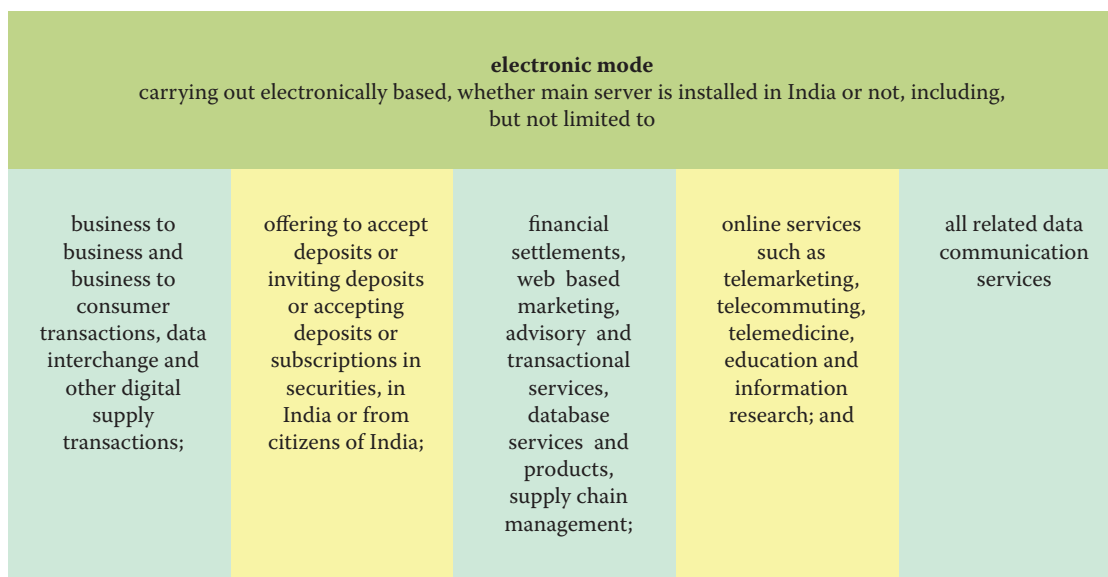 electronic mode
carrying out electronically based, whether main server is installed in India or not, including,
but not limited to
business to
business and
business to
consumer
transactions, data
interchange and
other digital
supply
transactions;
offering to accept
deposits or
inviting deposits
or accepting
deposits or
subscriptions in
securities, in
India or from
citizens of India;
financial
settlements,
web based
marketing,
advisory and
transactional
services,
database
services and
products,
supply chain
management;
online services
such as
telemarketing,
telecommuting,
telemedicine,
education and
information
research; and
all related data
communication
services